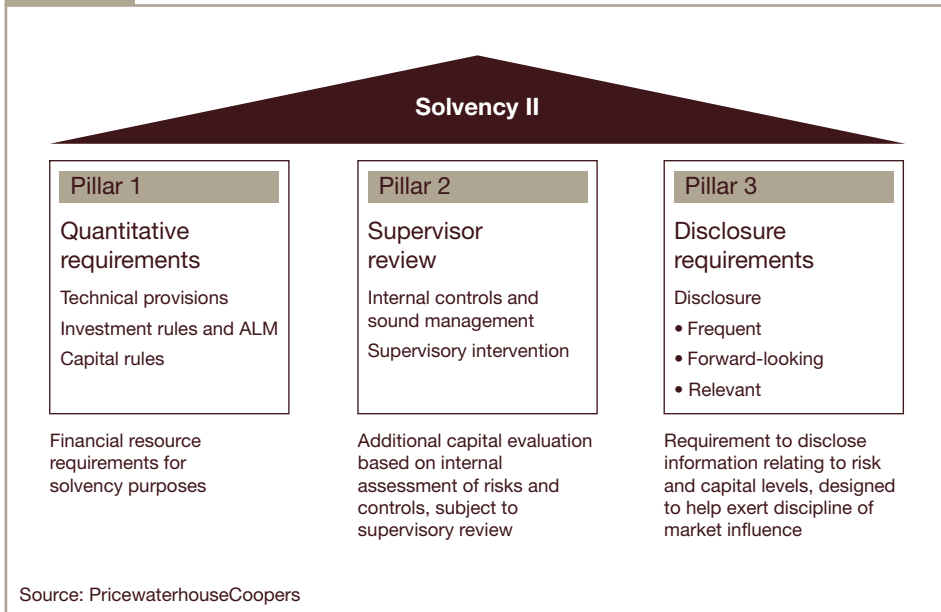 Solvency II
Pillar 1
Quantitative
requirements
Technical provisions
Investment rules and ALM
Capital rules
Financial resource
requirements for
solvency purposes
Pillar 2
Supervisor
review
Internal controls and
sound management
Supervisory intervention
Additional capital evaluation
based on internal
assessment of risks and
controls, subject to
supervisory review
Pillar 3
Disclosure
requirements
Disclosure
• Frequent
• Forward-looking
• Relevant
Requirement to disclose
information relating to risk
and capital levels, designed
to help exert discipline of
market influence
Source: PricewaterhouseCoopers